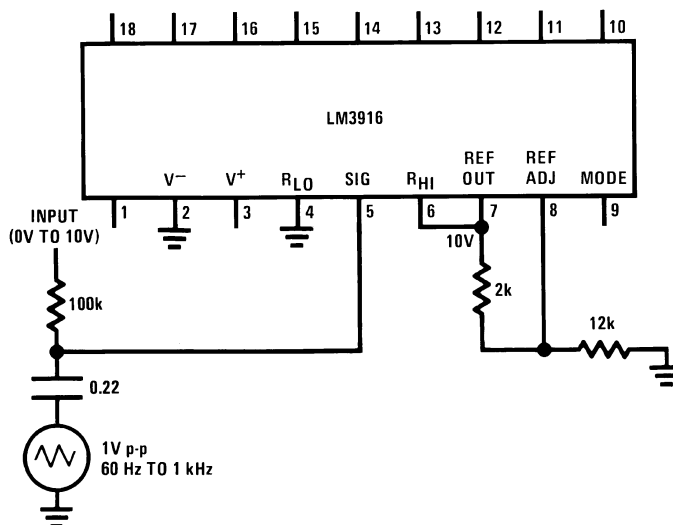 18 17 16 15 14 13 12 11 10
LM3916
REF REF
V− V+ RLO SIG RHI OUT ADJ MODE
1 2 3 4 5 6 7 8 9
INPUT
(0V TO 10V)
10V
100k
2k
12k
0.22
1V p-p
60 Hz TO 1 kHz